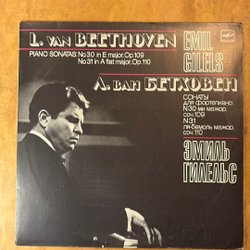 L. VAN BEETHOVEN
PIANO SONATAS: No.30 in E major, Op.109
No.31 in A flat major, Op.110
EMIL
GILELS
Л. ВАН БЕТХОВЕН
СОНАТЫ
для фортепиано:
N30 ми мажор,
соч.109
N31
ля-бемоль мажор,
соч.110
ЭМИЛЬ
ГИЛЕЛЬС